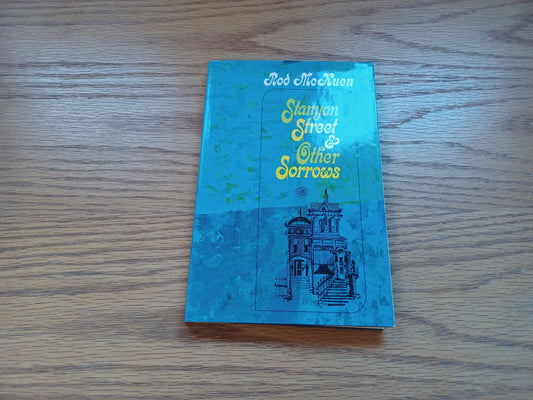 Rod McKuen
Stanyan
Street
&
Other
Sorrows